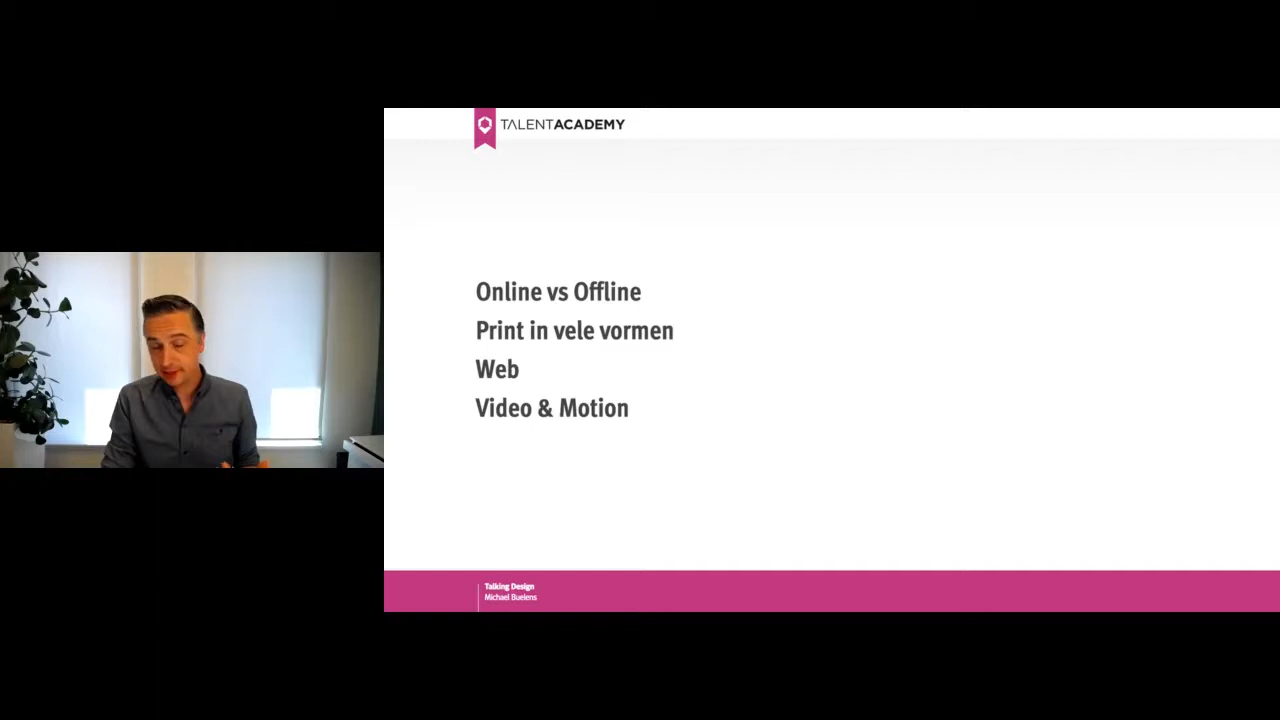 TALENTACADEMY
Online vs Offline
Print in vele vormen
Web
Video & Motion
Talking Design
Michael Buelens